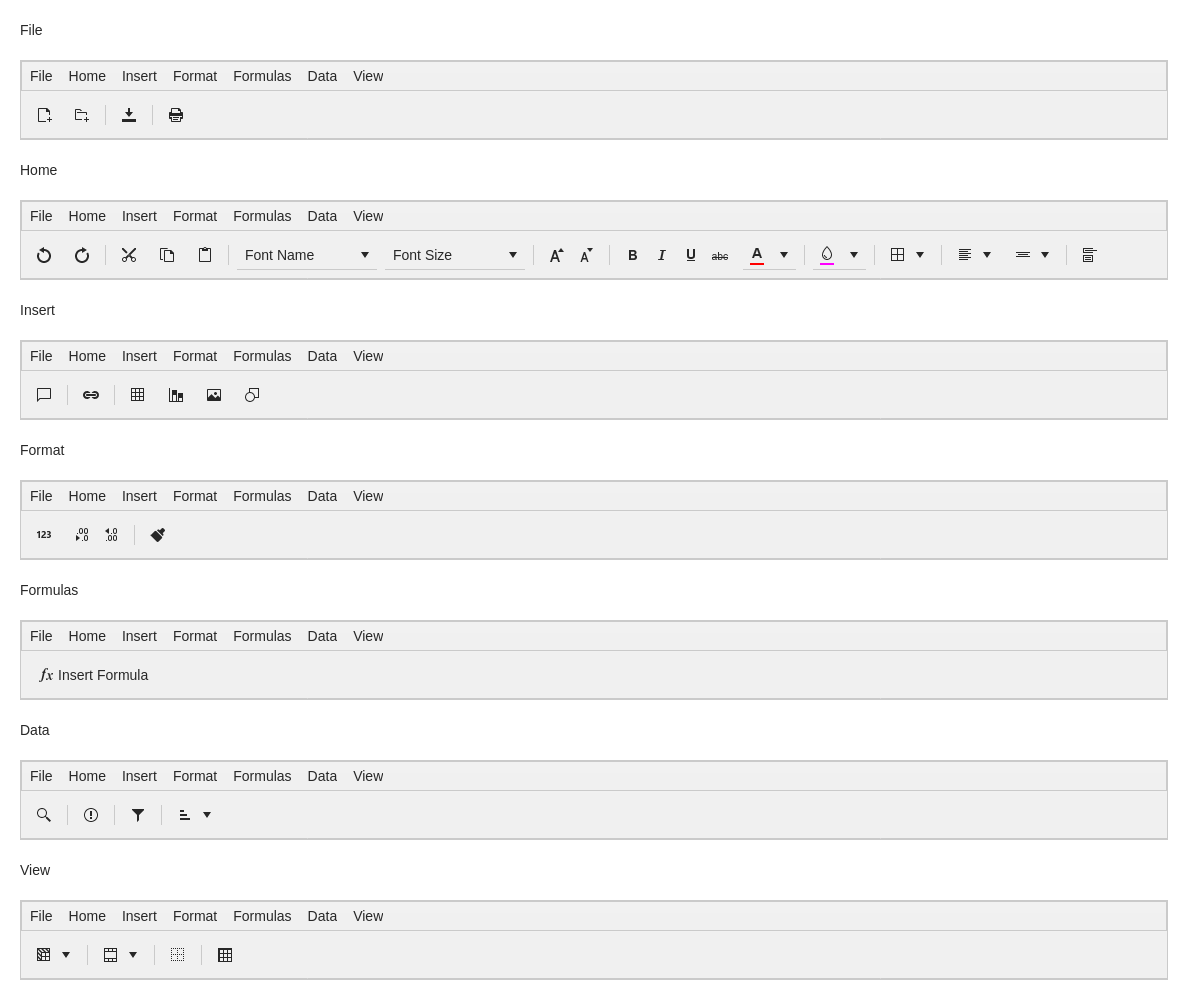 File
File Home Insert Format Formulas Data View
Home
File Home Insert Format Formulas Data View
Font Name Font Size A A B I U abc A
Insert
File Home Insert Format Formulas Data View
Format
File Home Insert Format Formulas Data View
123 .00 .0 .0 .00
Formulas
File Home Insert Format Formulas Data View
fx Insert Formula
Data
File Home Insert Format Formulas Data View
View
File Home Insert Format Formulas Data View